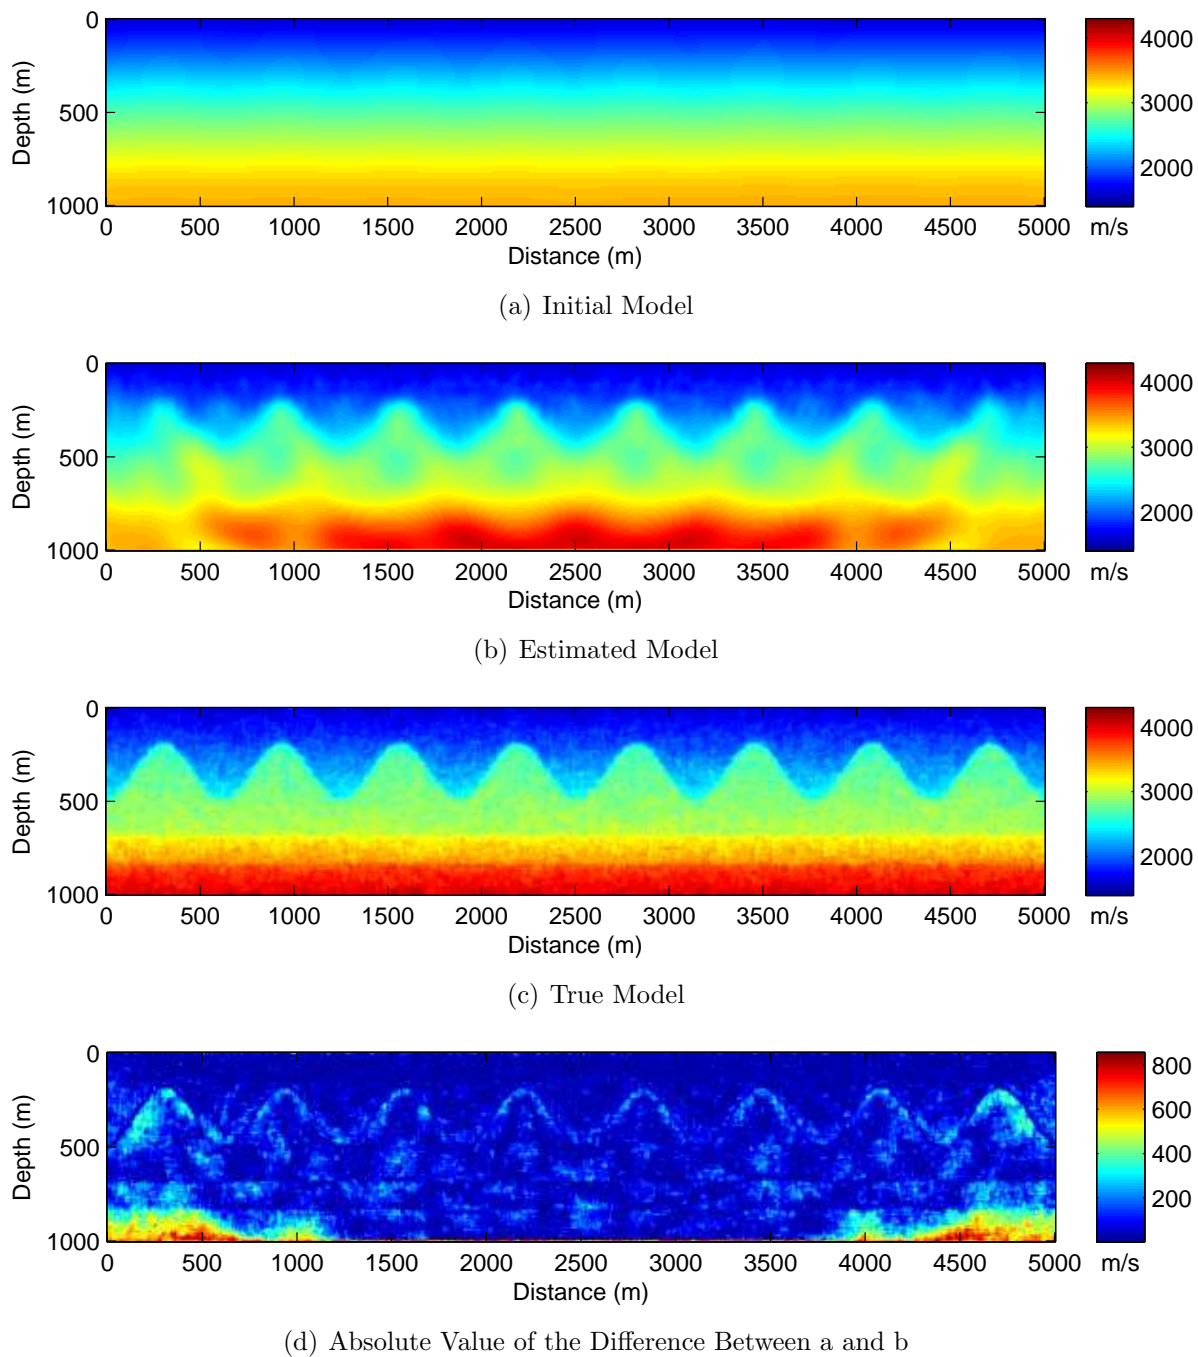 0
500
1000
Depth (m)
0 500 1000 1500 2000 2500 3000 3500 4000 4500 5000
Distance (m)
4000
3000
2000
m/s
(a) Initial Model
0
500
1000
Depth (m)
0 500 1000 1500 2000 2500 3000 3500 4000 4500 5000
Distance (m)
4000
3000
2000
m/s
(b) Estimated Model
0
500
1000
Depth (m)
0 500 1000 1500 2000 2500 3000 3500 4000 4500 5000
Distance (m)
4000
3000
2000
m/s
(c) True Model
0
500
1000
Depth (m)
0 500 1000 1500 2000 2500 3000 3500 4000 4500 5000
Distance (m)
800
600
400
200
m/s
(d) Absolute Value of the Difference Between a and b